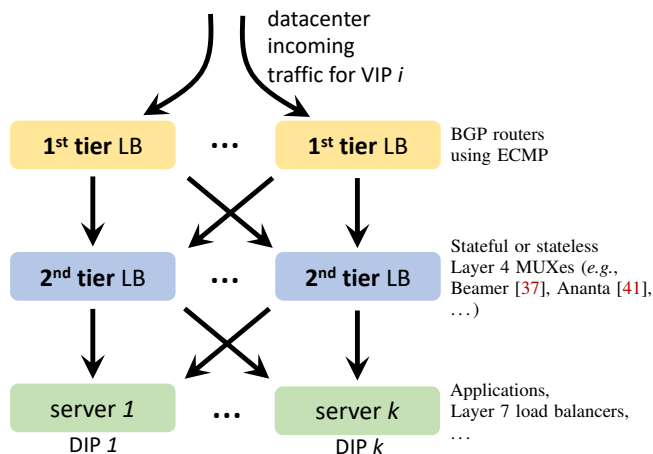 datacenter
incoming
traffic for VIP i
1st tier LB ... 1st tier LB
BGP routers
using ECMP
2nd tier LB ... 2nd tier LB
Stateful or stateless
Layer 4 MUXes (e.g.,
Beamer [37], Ananta [41],
...)
server 1 ... server k
Applications,
Layer 7 load balancers,
...
DIP 1 DIP k